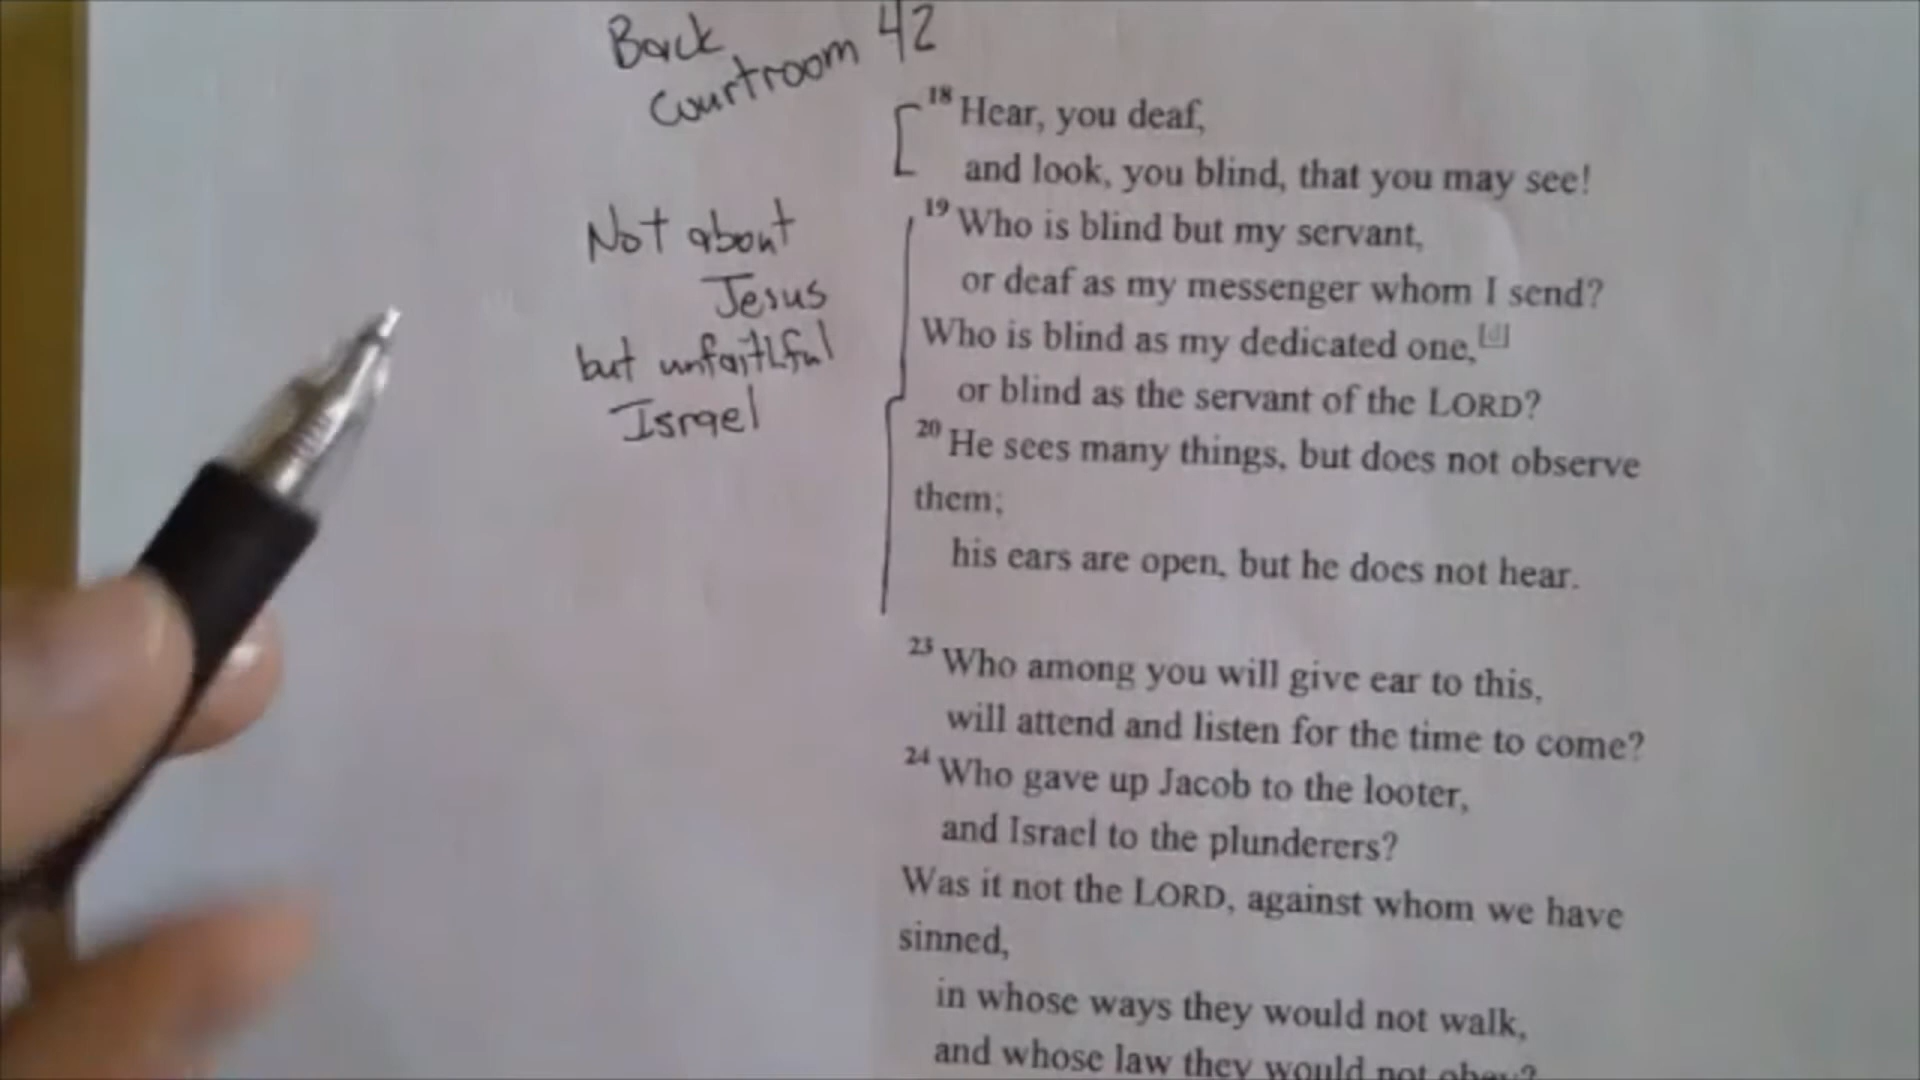 Back
Courtroom 42
18 Hear, you deaf,
and look, you blind, that you may see!
Not about
Jesus
but unfaithful
Israel
19 Who is blind but my servant,
or deaf as my messenger whom I send?
Who is blind as my dedicated one,[d]
or blind as the servant of the LORD?
20 He sees many things, but does not observe
them;
his ears are open, but he does not hear.
23 Who among you will give ear to this,
will attend and listen for the time to come?
24 Who gave up Jacob to the looter,
and Israel to the plunderers?
Was it not the LORD, against whom we have
sinned,
in whose ways they would not walk,
and whose law they would not obey?